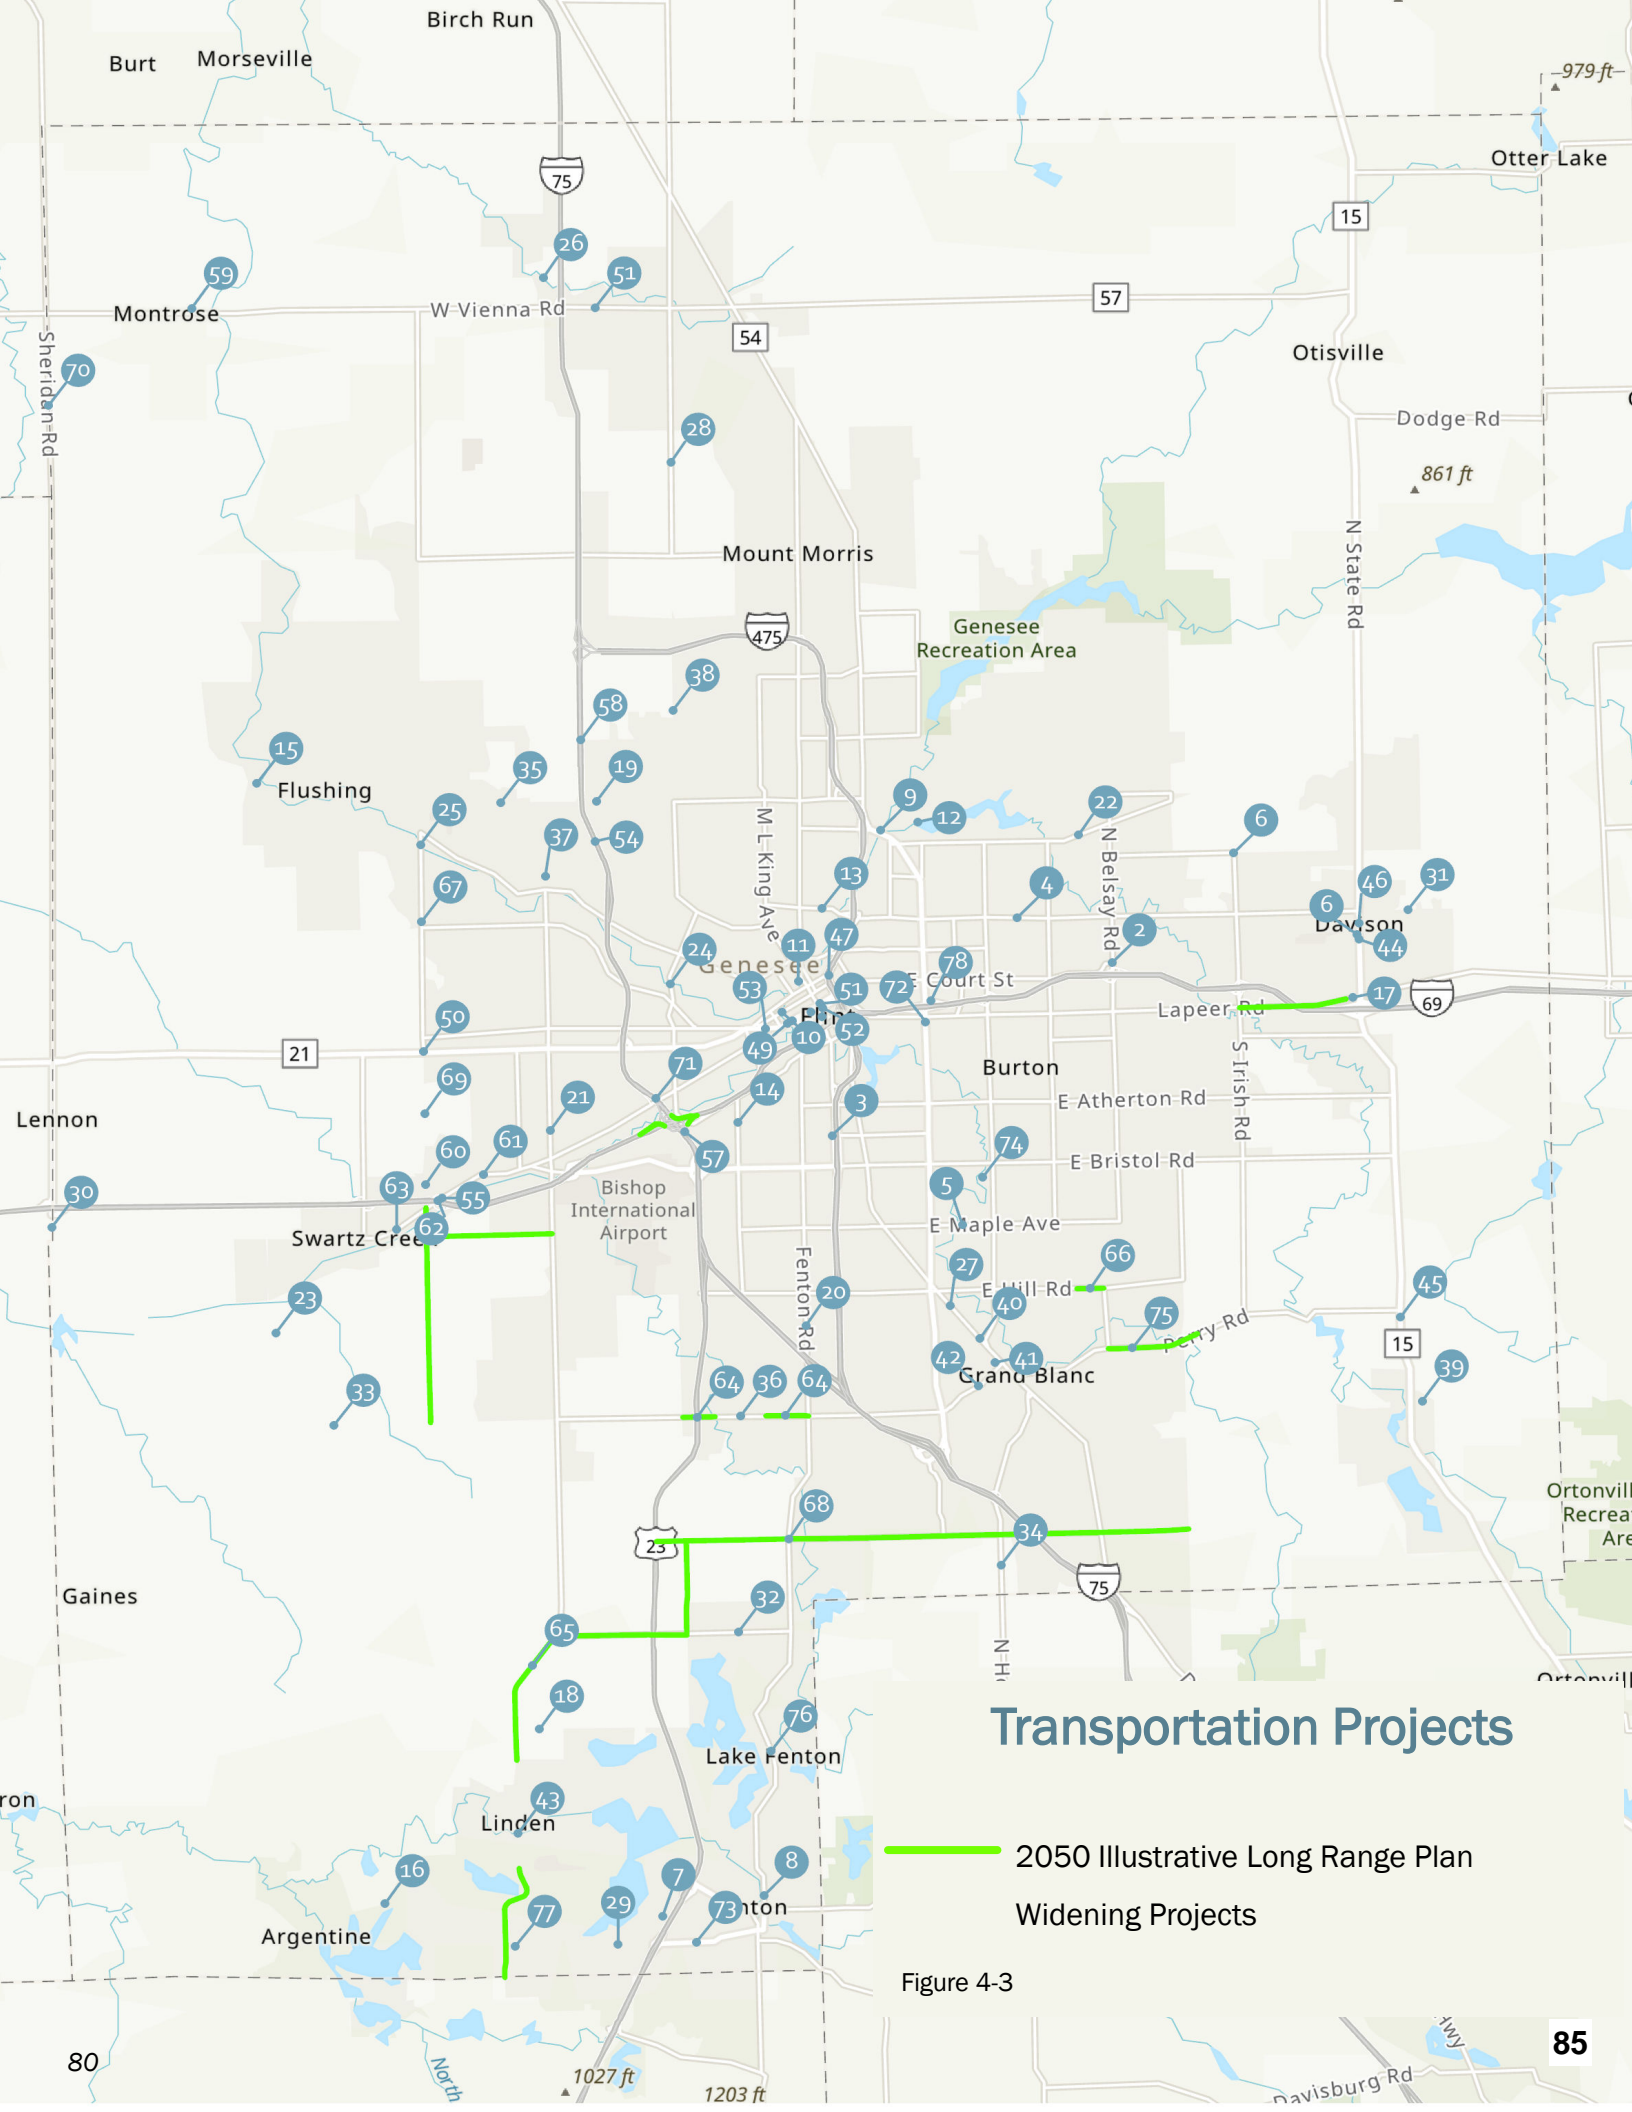 Birch Run
Burt
Morseville
979 ft
Otter Lake
75
15
26
59
51
57
Montrose
W Vienna Rd
54
Otisville
Sheridan Rd
70
Dodge Rd
28
861 ft
N State Rd
Mount Morris
475
Genesee
Recreation Area
38
58
15
35
19
Flushing
25
9
22
12
6
37
54
M L King Ave
N Belsay Rd
13
4
46
31
67
6
Davison
2
47
11
44
24
Genesee
78
E Court St
53
51
72
17
69
Lapeer Rd
Flint
50
52
10
49
21
71
Burton
S Irish Rd
69
14
21
3
E Atherton Rd
Lennon
61
74
60
57
E Bristol Rd
63
5
30
55
Bishop
International
Airport
62
E Maple Ave
Swartz Creek
27
66
Fenton Rd
E Hill Rd
45
23
20
40
75
Perry Rd
15
42
41
Grand Blanc
39
33
64
36
64
Ortonvill
Recrea
Are
68
34
23
75
Gaines
32
65
N Ho
18
Ortonvill
76
Transportation Projects
Lake Fenton
ron
43
Linden
2050 Illustrative Long Range Plan
Widening Projects
16
7
8
29
73
nton
77
Argentine
Figure 4-3
85
80
North
1027 ft
1203 ft
Hwy
Davisburg Rd